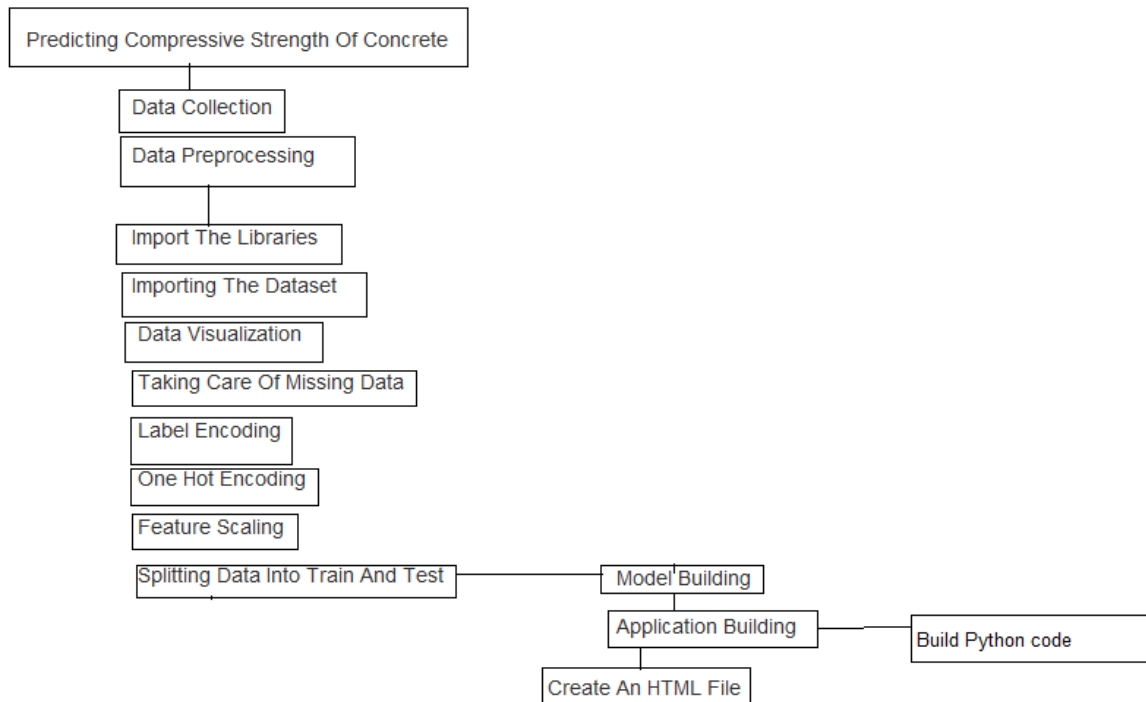 Predicting Compressive Strength Of Concrete
Data Collection
Data Preprocessing
Import The Libraries
Importing The Dataset
Data Visualization
Taking Care Of Missing Data
Label Encoding
One Hot Encoding
Feature Scaling
Splitting Data Into Train And Test
Model Building
Application Building
Build Python code
Create An HTML File